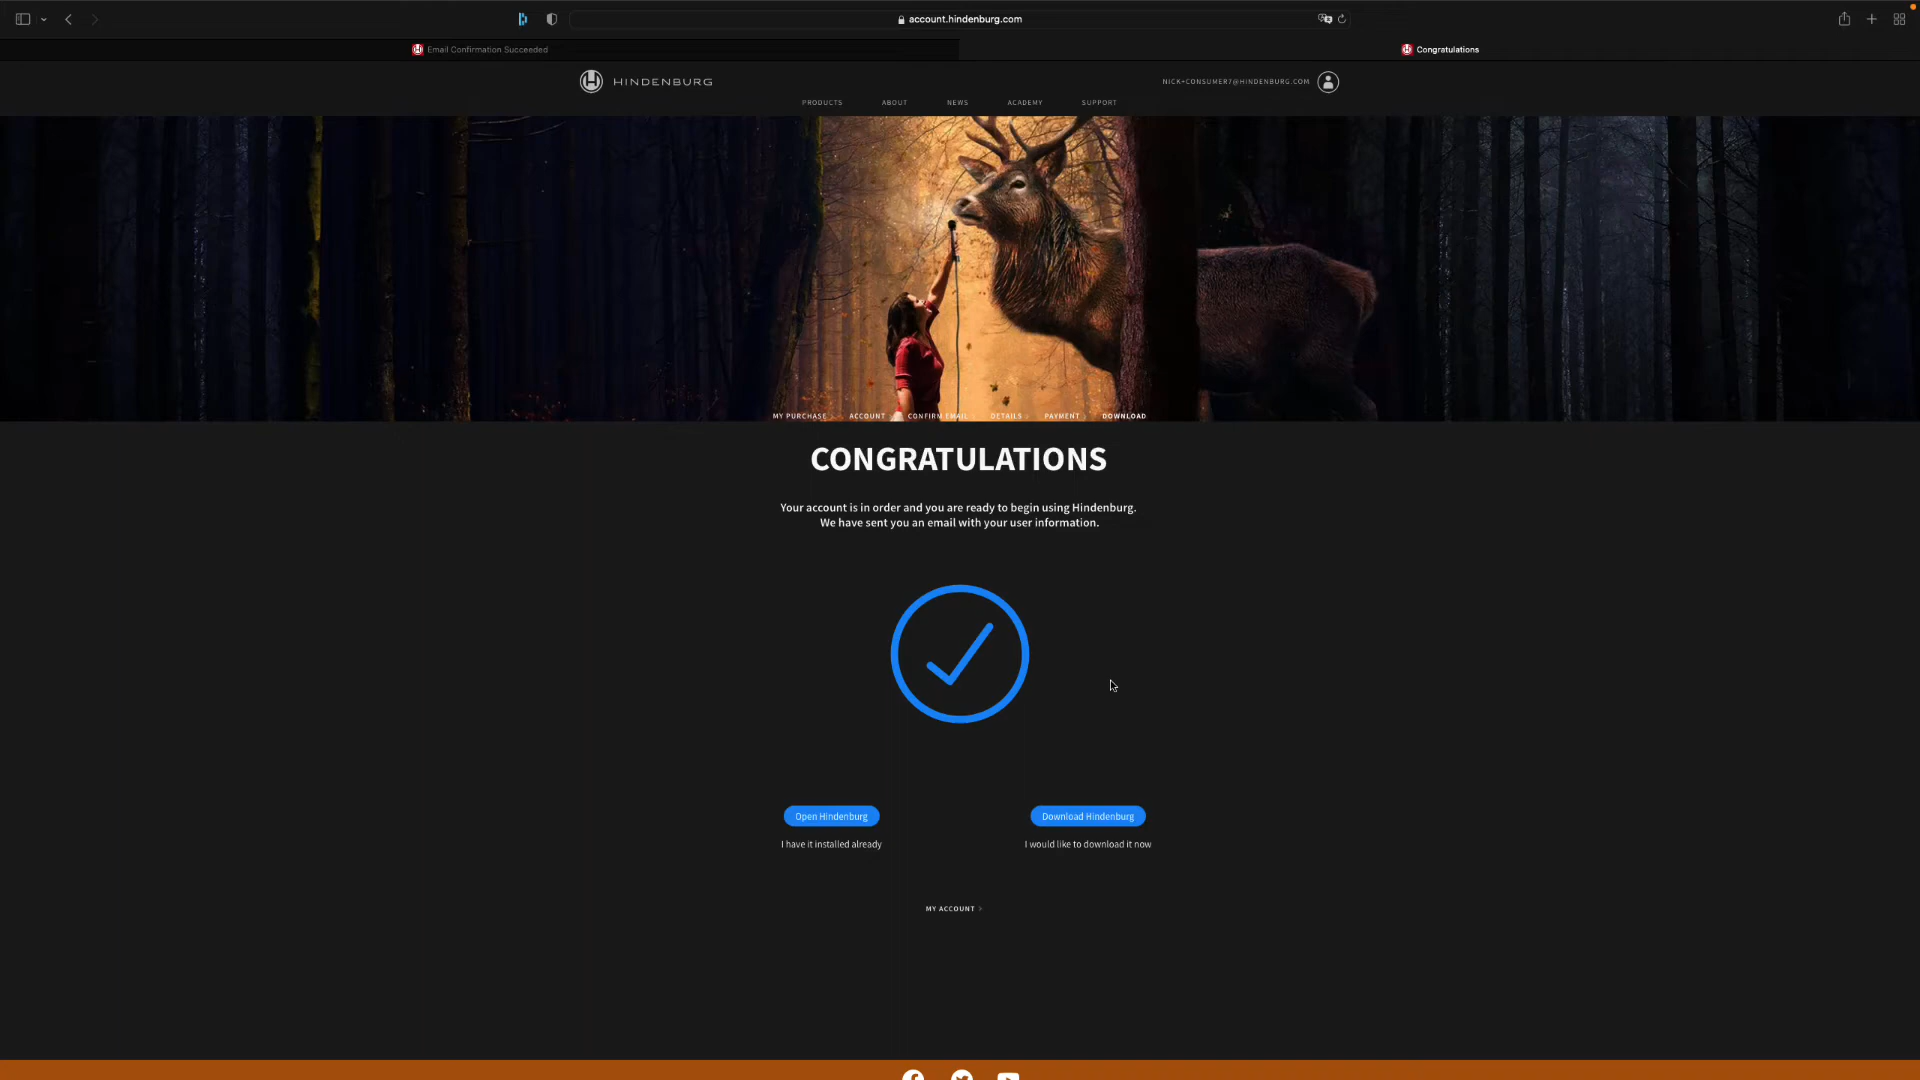 account.hindenburg.com
Email Confirmation Succeeded
Congratulations
HINDENBURG
NICK+CONSUMER7@HINDENBURG.COM
PRODUCTS ABOUT NEWS ACADEMY SUPPORT
MY PURCHASE > ACCOUNT > CONFIRM EMAIL > DETAILS > PAYMENT > DOWNLOAD
CONGRATULATIONS
Your account is in order and you are ready to begin using Hindenburg.
We have sent you an email with your user information.
Open Hindenburg
Download Hindenburg
I have it installed already
I would like to download it now
MY ACCOUNT >